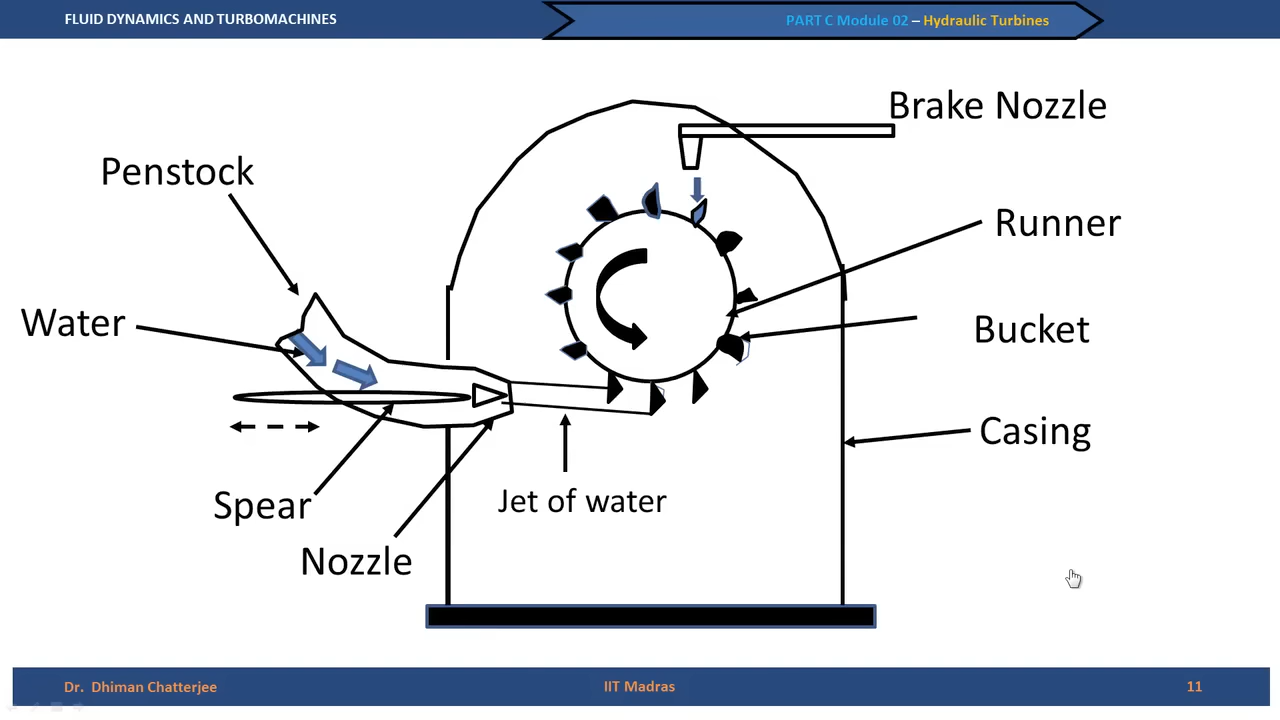 FLUID DYNAMICS AND TURBOMACHINES
PART C Module 02 – Hydraulic Turbines
Brake Nozzle
Penstock
Runner
Water
Bucket
Casing
Jet of water
Spear
Nozzle
Dr. Dhiman Chatterjee
IIT Madras
11